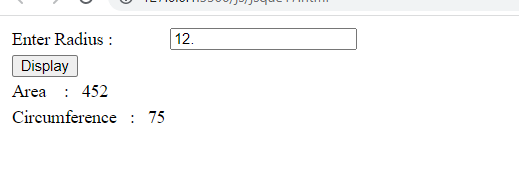 Enter Radius : 12.
Display
Area : 452
Circumference : 75